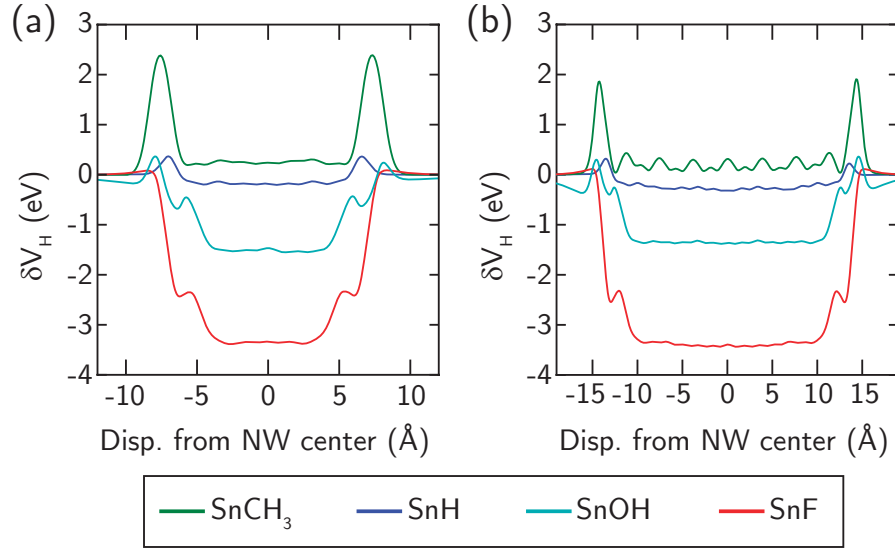 (a)
(b)
3
2
1
0
-1
-2
-3
-4
δV_H (eV)
-10 -5 0 5 10
Disp. from NW center (Å)
3
2
1
0
-1
-2
-3
-4
δV_H (eV)
-15 -10 -5 0 5 10 15
Disp. from NW center (Å)
SnCH₃ SnH SnOH SnF